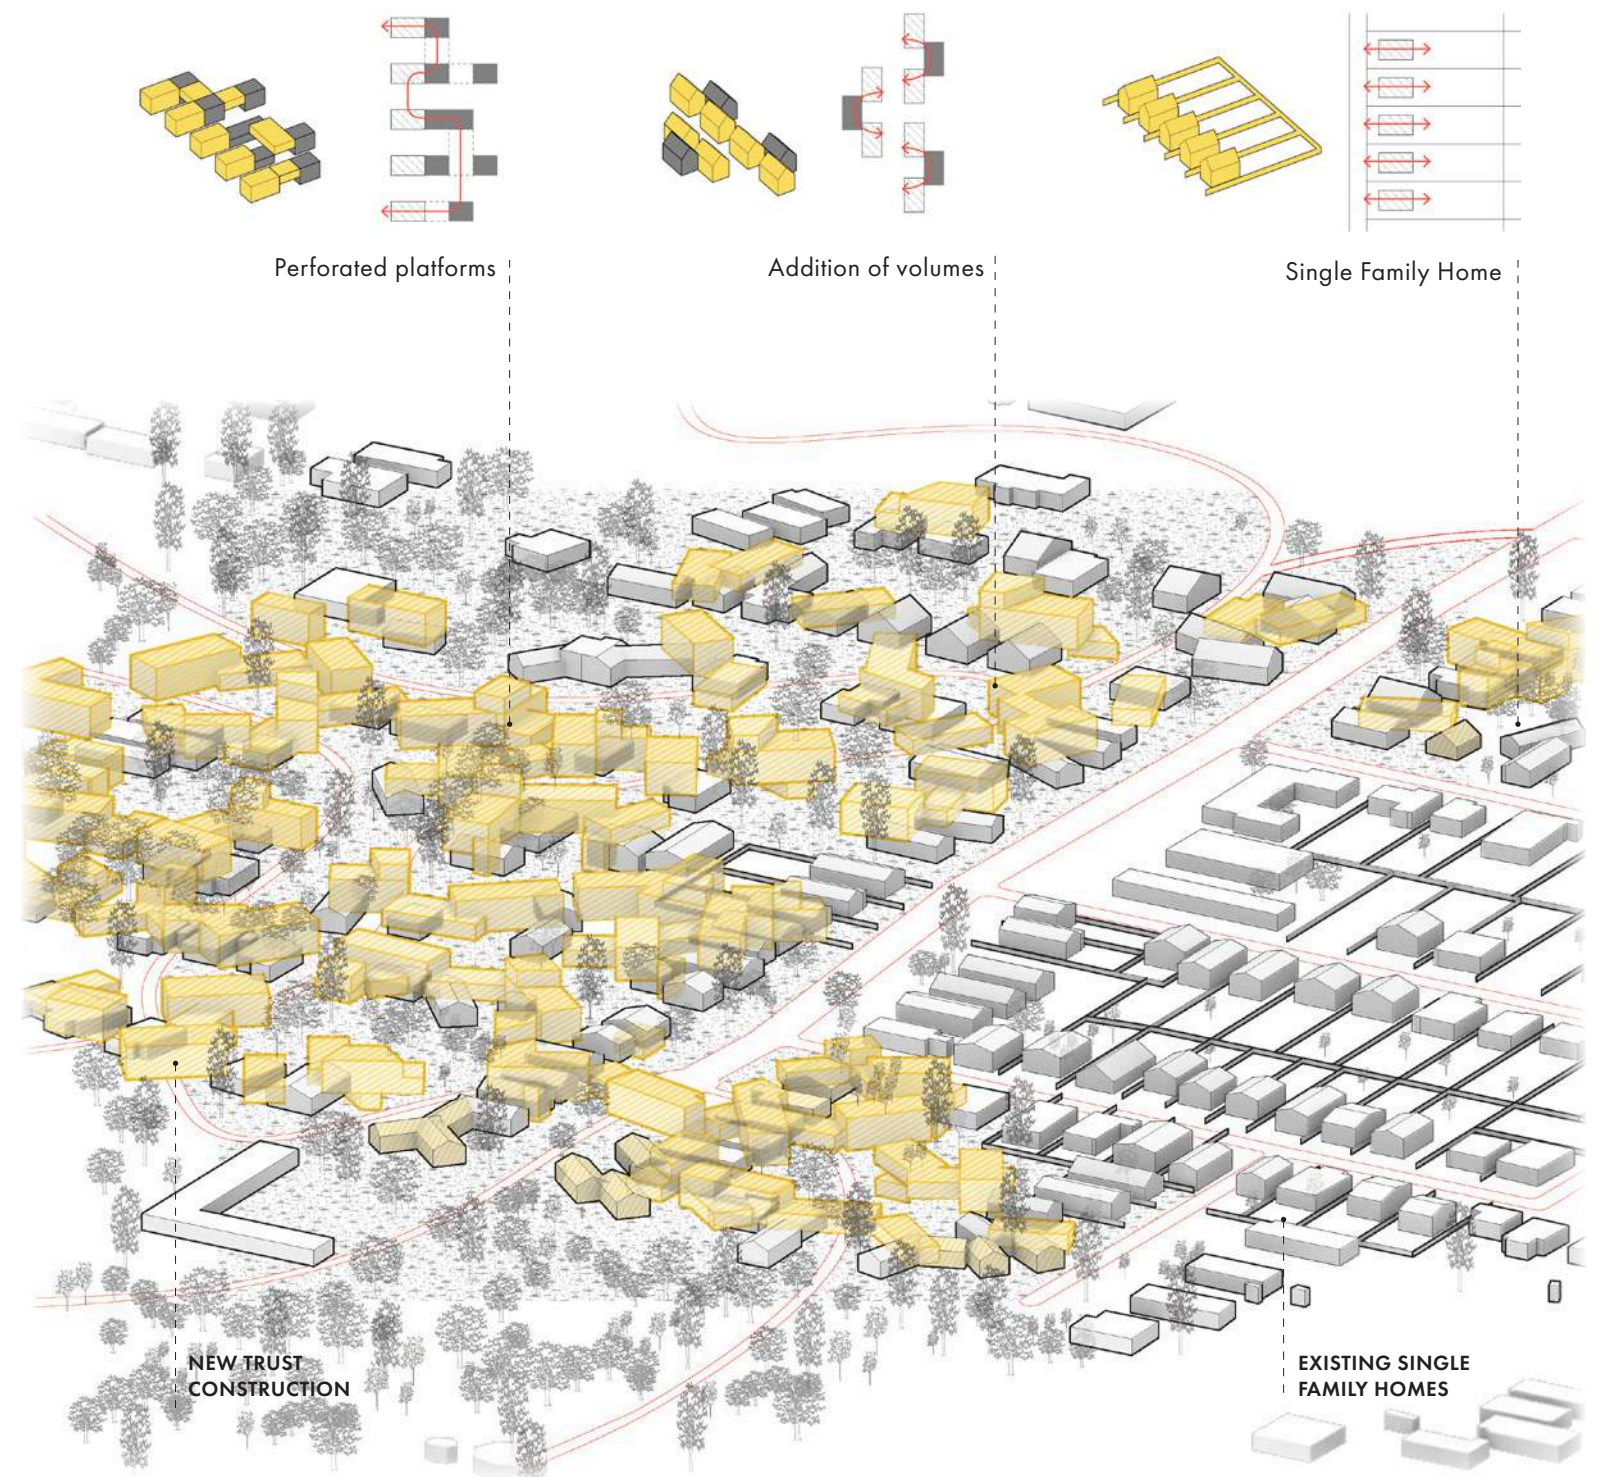 Perforated platforms
Addition of volumes
Single Family Home
NEW TRUST
CONSTRUCTION
EXISTING SINGLE
FAMILY HOMES